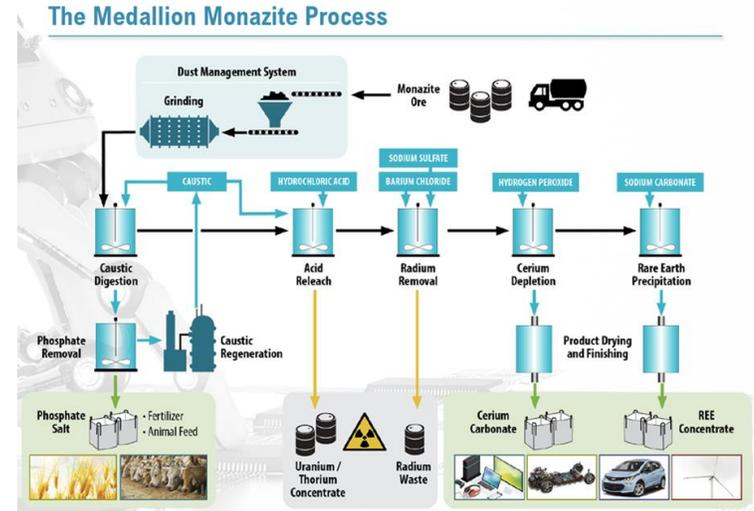 The Medallion Monazite Process
Dust Management System
Grinding
Monazite
Ore
SODIUM SULFATE
CAUSTIC
HYDROCHLORIC ACID
BARIUM CHLORIDE
HYDROGEN PEROXIDE
SODIUM CARBONATE
Caustic
Digestion
Acid
Releach
Radium
Removal
Cerium
Depletion
Rare Earth
Precipitation
Phosphate
Removal
Caustic
Regeneration
Product Drying
and Finishing
Phosphate
Salt
• Fertilizer
• Animal Feed
Uranium /
Thorium
Concentrate
Radium
Waste
Cerium
Carbonate
REE
Concentrate